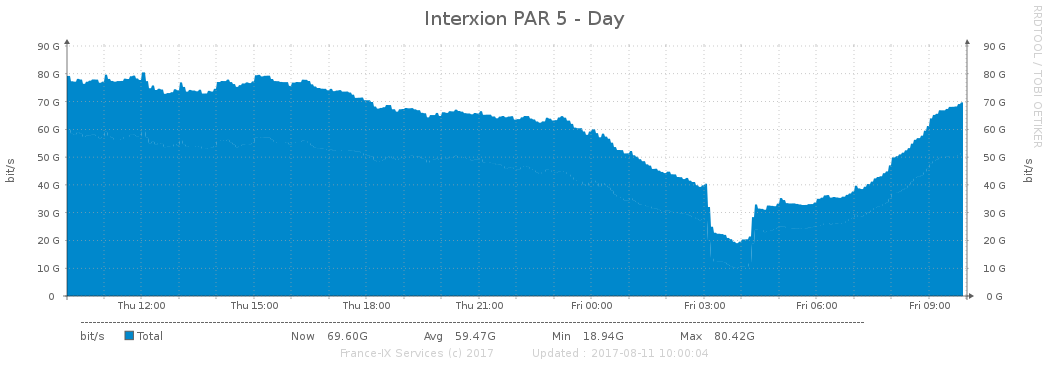 Interxion PAR 5 - Day
RRDTOOL / TOBI OETIKER
90 G 90 G
80 G 80 G
70 G 70 G
60 G 60 G
50 G 50 G
40 G 40 G
30 G 30 G
20 G 20 G
10 G 10 G
0 0 G
bit/s
bit/s
Thu 12:00 Thu 15:00 Thu 18:00 Thu 21:00 Fri 00:00 Fri 03:00 Fri 06:00 Fri 09:00
bit/s Total Now 69.60G Avg 59.47G Min 18.94G Max 80.42G
France-IX Services (c) 2017 Updated : 2017-08-11 10:00:04